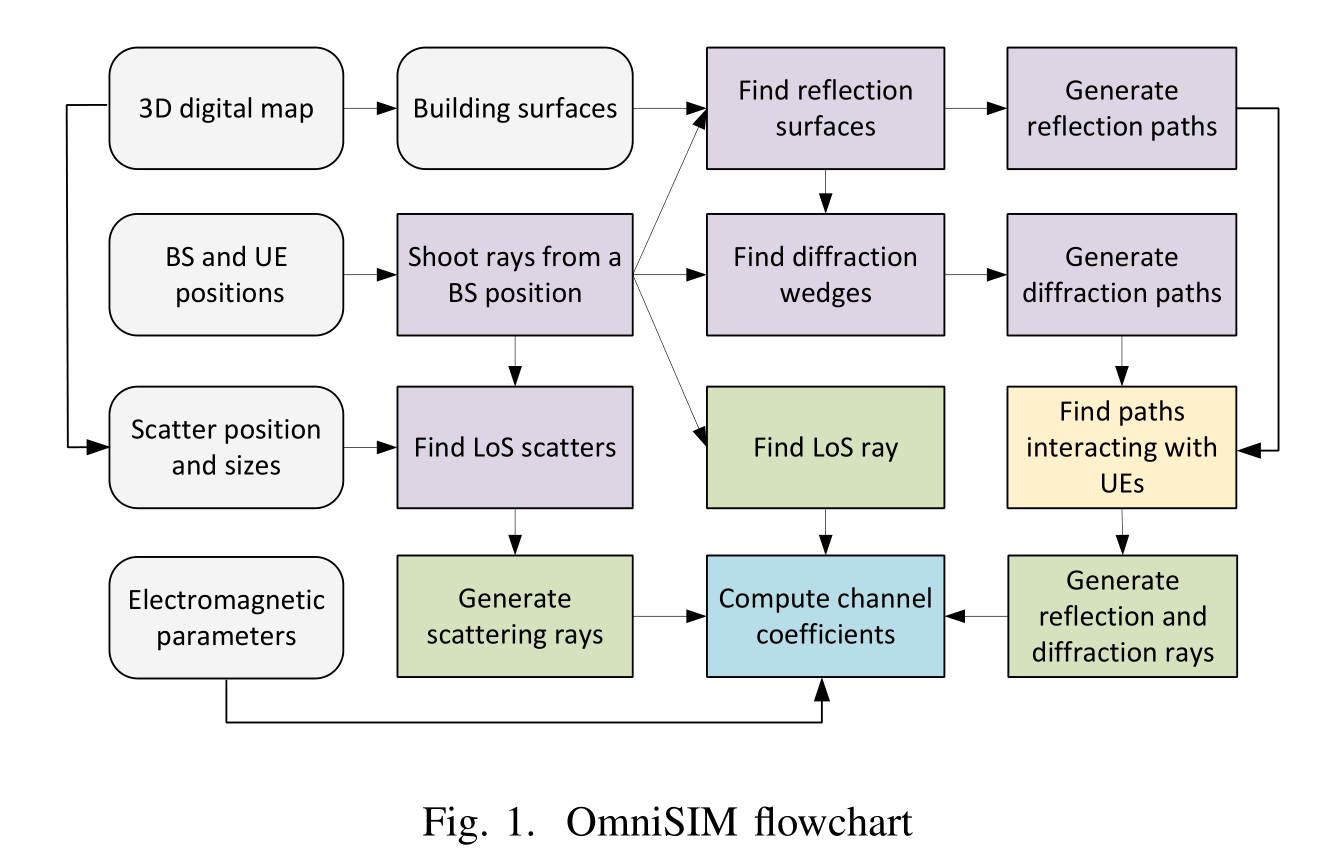 3D digital map
Building surfaces
Find reflection
surfaces
Generate
reflection paths
BS and UE
positions
Shoot rays from a
BS position
Find diffraction
wedges
Generate
diffraction paths
Scatter position
and sizes
Find LoS scatters
Find LoS ray
Find paths
interacting with
UEs
Electromagnetic
parameters
Generate
scattering rays
Compute channel
coefficients
Generate
reflection and
diffraction rays
Fig. 1. OmniSIM flowchart